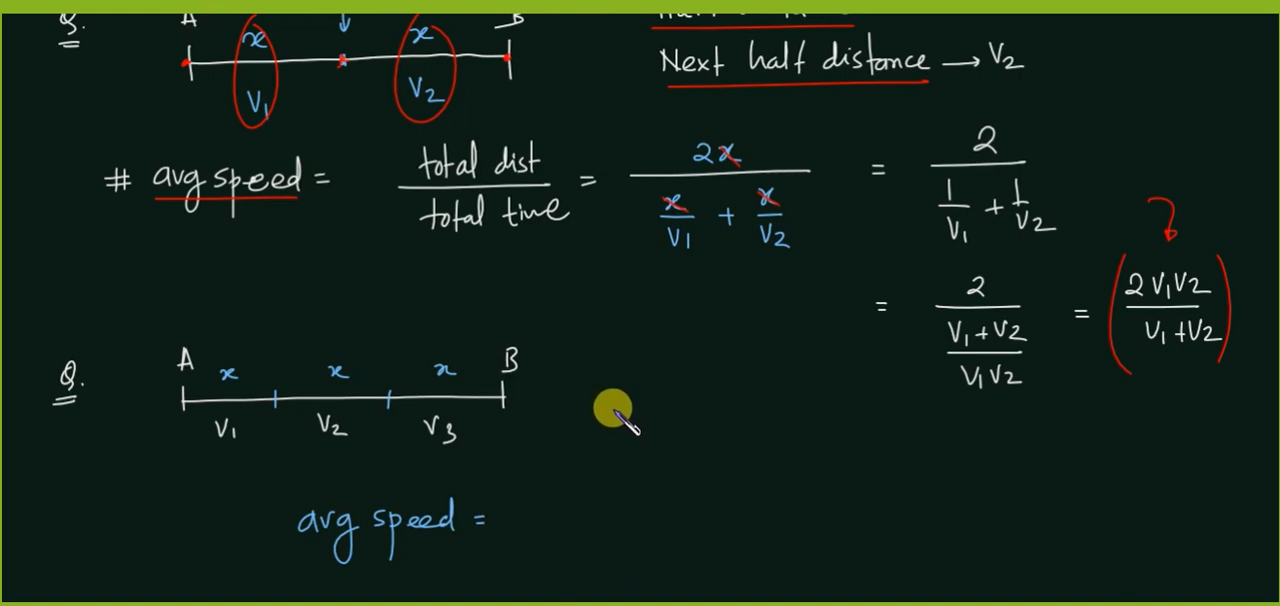 Q. A B
x x
V1 V2
Next half distance → V2
# avg speed = total dist / total time = 2x / (x/V1 + x/V2) = 2 / (1/V1 + 1/V2)
= 2 / ((V1+V2)/(V1V2)) = (2V1V2 / (V1+V2))
Q. A B
x x x
V1 V2 V3
avg speed =